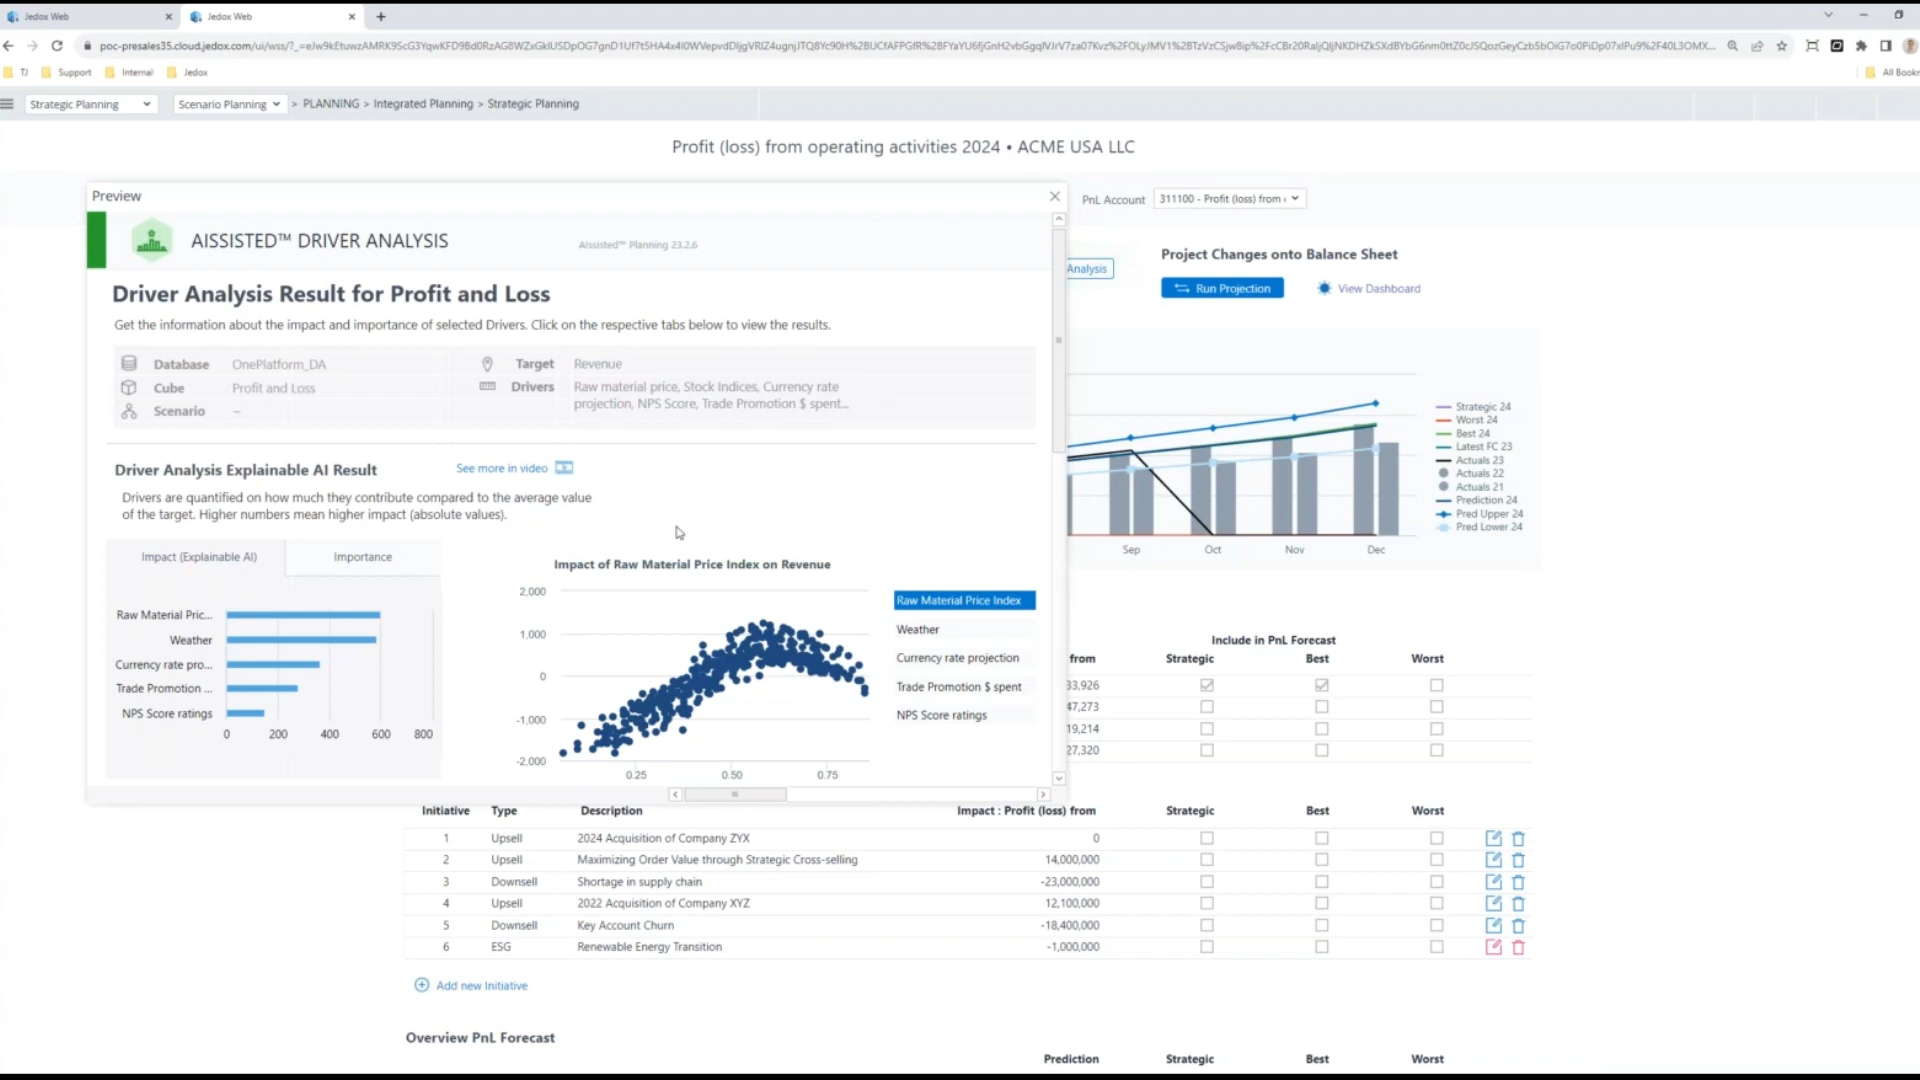 Jedox Web
Jedox Web
TJ Support Internal Jedox All Bookr
Strategic Planning Scenario Planning > PLANNING > Integrated Planning > Strategic Planning
Profit (loss) from operating activities 2024 • ACME USA LLC
PnL Account 311100 - Profit (loss) from
Analysis
Project Changes onto Balance Sheet
Run Projection View Dashboard
Preview
AISSISTED™ DRIVER ANALYSIS AIssisted™ Planning 23.2.6
Driver Analysis Result for Profit and Loss
Get the information about the impact and importance of selected Drivers. Click on the respective tabs below to view the results.
Database OnePlatform_DA
Cube Profit and Loss
Scenario ~
Target Revenue
Drivers Raw material price, Stock Indices, Currency rate
projection, NPS Score, Trade Promotion $ spent...
Driver Analysis Explainable AI Result See more in video
Drivers are quantified on how much they contribute compared to the average value
of the target. Higher numbers mean higher impact (absolute values).
Impact (Explainable AI) Importance
Raw Material Pric...
Weather
Currency rate pro...
Trade Promotion ...
NPS Score ratings
0 200 400 600 800
Impact of Raw Material Price Index on Revenue
2,000
1,000
0
-1,000
-2,000
0.25 0.50 0.75
Raw Material Price Index
Weather
Currency rate projection
Trade Promotion $ spent
NPS Score ratings
Sep Oct Nov Dec
Strategic 24
Worst 24
Best 24
Latest FC 23
Actuals 23
Actuals 22
Actuals 21
Prediction 24
Pred Upper 24
Pred Lower 24
Include in PnL Forecast
from Strategic Best Worst
33,926
47,273
19,214
27,320
Initiative Type Description Impact : Profit (loss) from Strategic Best Worst
1 Upsell 2024 Acquisition of Company ZYX 0
2 Upsell Maximizing Order Value through Strategic Cross-selling 14,000,000
3 Downsell Shortage in supply chain -23,000,000
4 Upsell 2022 Acquisition of Company XYZ 12,100,000
5 Downsell Key Account Churn -18,400,000
6 ESG Renewable Energy Transition -1,000,000
Add new Initiative
Overview PnL Forecast
Prediction Strategic Best Worst